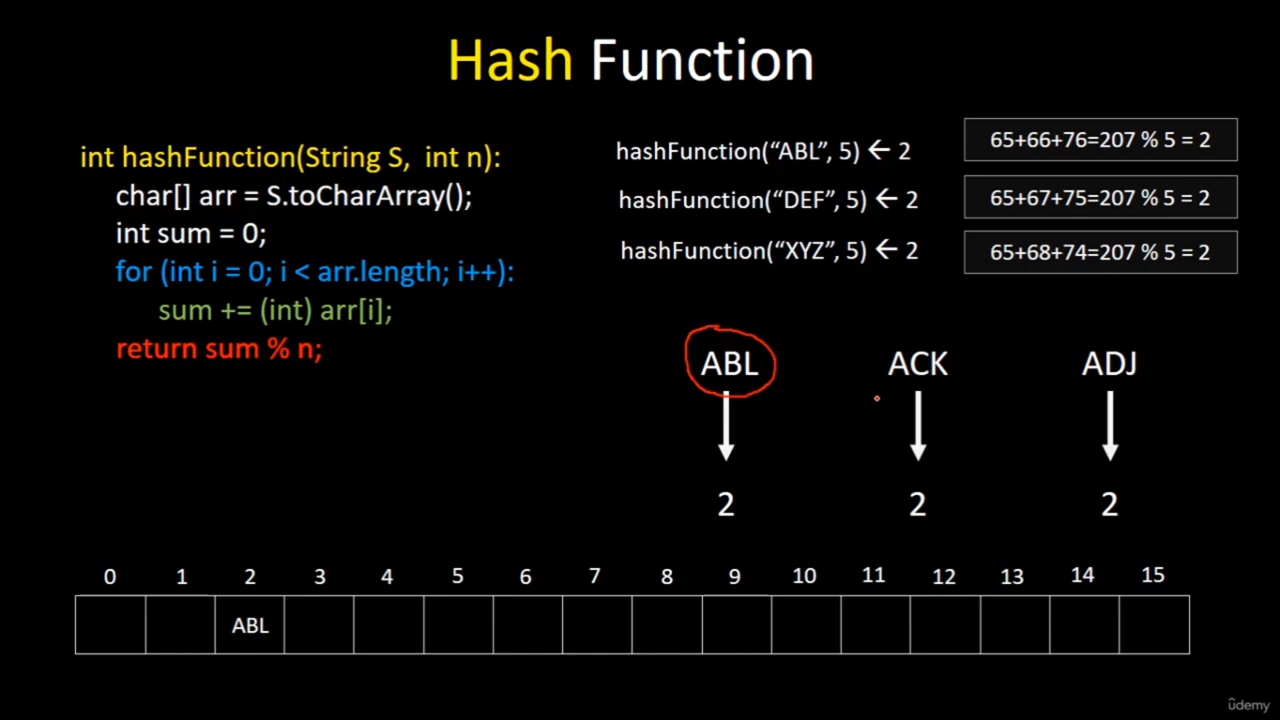 Hash Function
int hashFunction(String S, int n):
char[] arr = S.toCharArray();
int sum = 0;
for (int i = 0; i < arr.length; i++):
sum += (int) arr[i];
return sum % n;
hashFunction(“ABL”, 5) ← 2
65+66+76=207 % 5 = 2
hashFunction(“DEF”, 5) ← 2
65+67+75=207 % 5 = 2
hashFunction(“XYZ”, 5) ← 2
65+68+74=207 % 5 = 2
ABL ACK ADJ
2 2 2
0 1 2 3 4 5 6 7 8 9 10 11 12 13 14 15
ABL
ûdemy